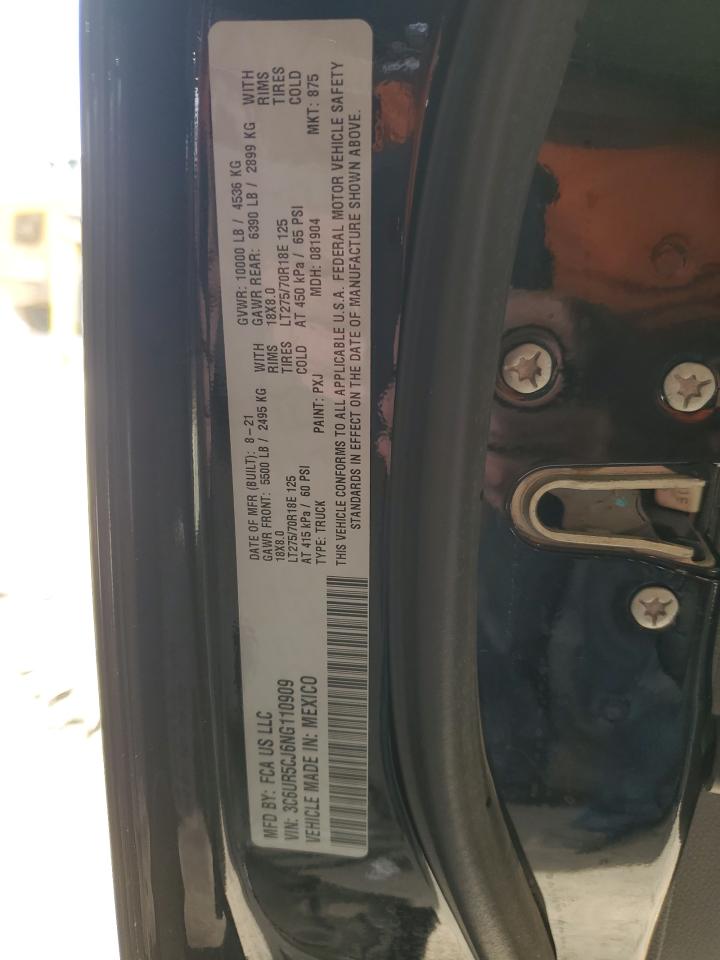 MFD BY: FCA US LLC
VIN: 3C6UR5CJ6NG110909
VEHICLE MADE IN: MEXICO
DATE OF MFR (BUILT): 8-21 GVWR: 10000 LB / 4536 KG
GAWR FRONT: 5500 LB / 2495 KG WITH GAWR REAR: 6390 LB / 2899 KG WITH
18X8.0 RIMS 18X8.0 RIMS
LT275/70R18E 125 TIRES LT275/70R18E 125 TIRES
AT 415 kPa / 60 PSI COLD AT 450 kPa / 65 PSI COLD
TYPE: TRUCK PAINT: PXJ MDH: 081904 MKT: 875
THIS VEHICLE CONFORMS TO ALL APPLICABLE U.S.A. FEDERAL MOTOR VEHICLE SAFETY
STANDARDS IN EFFECT ON THE DATE OF MANUFACTURE SHOWN ABOVE.